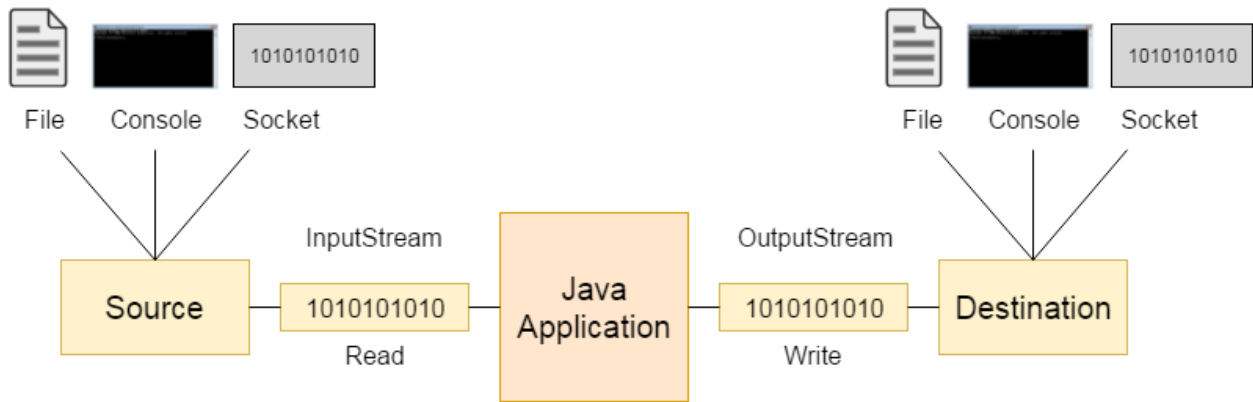 1010101010
1010101010
File Console Socket
File Console Socket
InputStream
OutputStream
Source
1010101010
Java
Application
1010101010
Destination
Read
Write